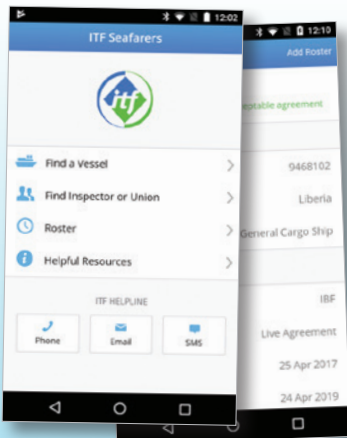 12:02
ITF Seafarers
itf
Find a Vessel
Find Inspector or Union
Roster
Helpful Resources
ITF HELPLINE
Phone
Email
SMS
12:10
Add Roster
agreement
9468102
Liberia
General Cargo Ship
IBF
Live Agreement
25 Apr 2017
24 Apr 2019